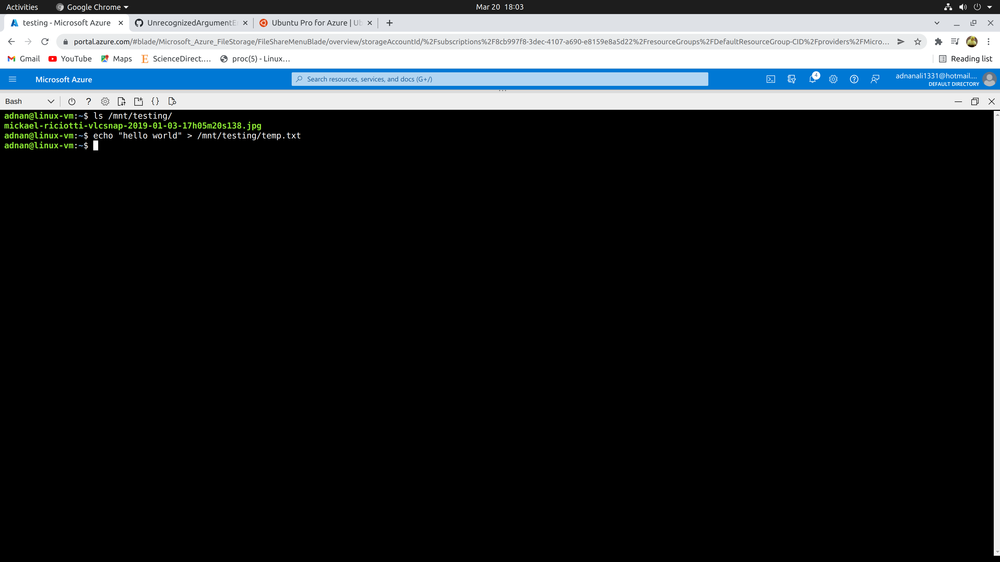 Activities Google Chrome Mar 20 18:03
testing - Microsoft Azure UnrecognizedArgumentE Ubuntu Pro for Azure | Ub
portal.azure.com/#blade/Microsoft_Azure_FileStorage/FileShareMenuBlade/overview/storageAccountId/%2Fsubscriptions%2F8cb997f8-3dec-4107-a690-e8159e8a5d22%2FresourceGroups%2FDefaultResourceGroup-CID%2Fproviders%2FMicro...
Gmail YouTube Maps ScienceDirect.... proc(5) - Linux... Reading list
Microsoft Azure Search resources, services, and docs (G+/) 4 adnanali1331@hotmail....
DEFAULT DIRECTORY
Bash
adnan@linux-vm:~$ ls /mnt/testing/
mickael-riciotti-vlcsnap-2019-01-03-17h05m20s138.jpg
adnan@linux-vm:~$ echo "hello world" > /mnt/testing/temp.txt
adnan@linux-vm:~$